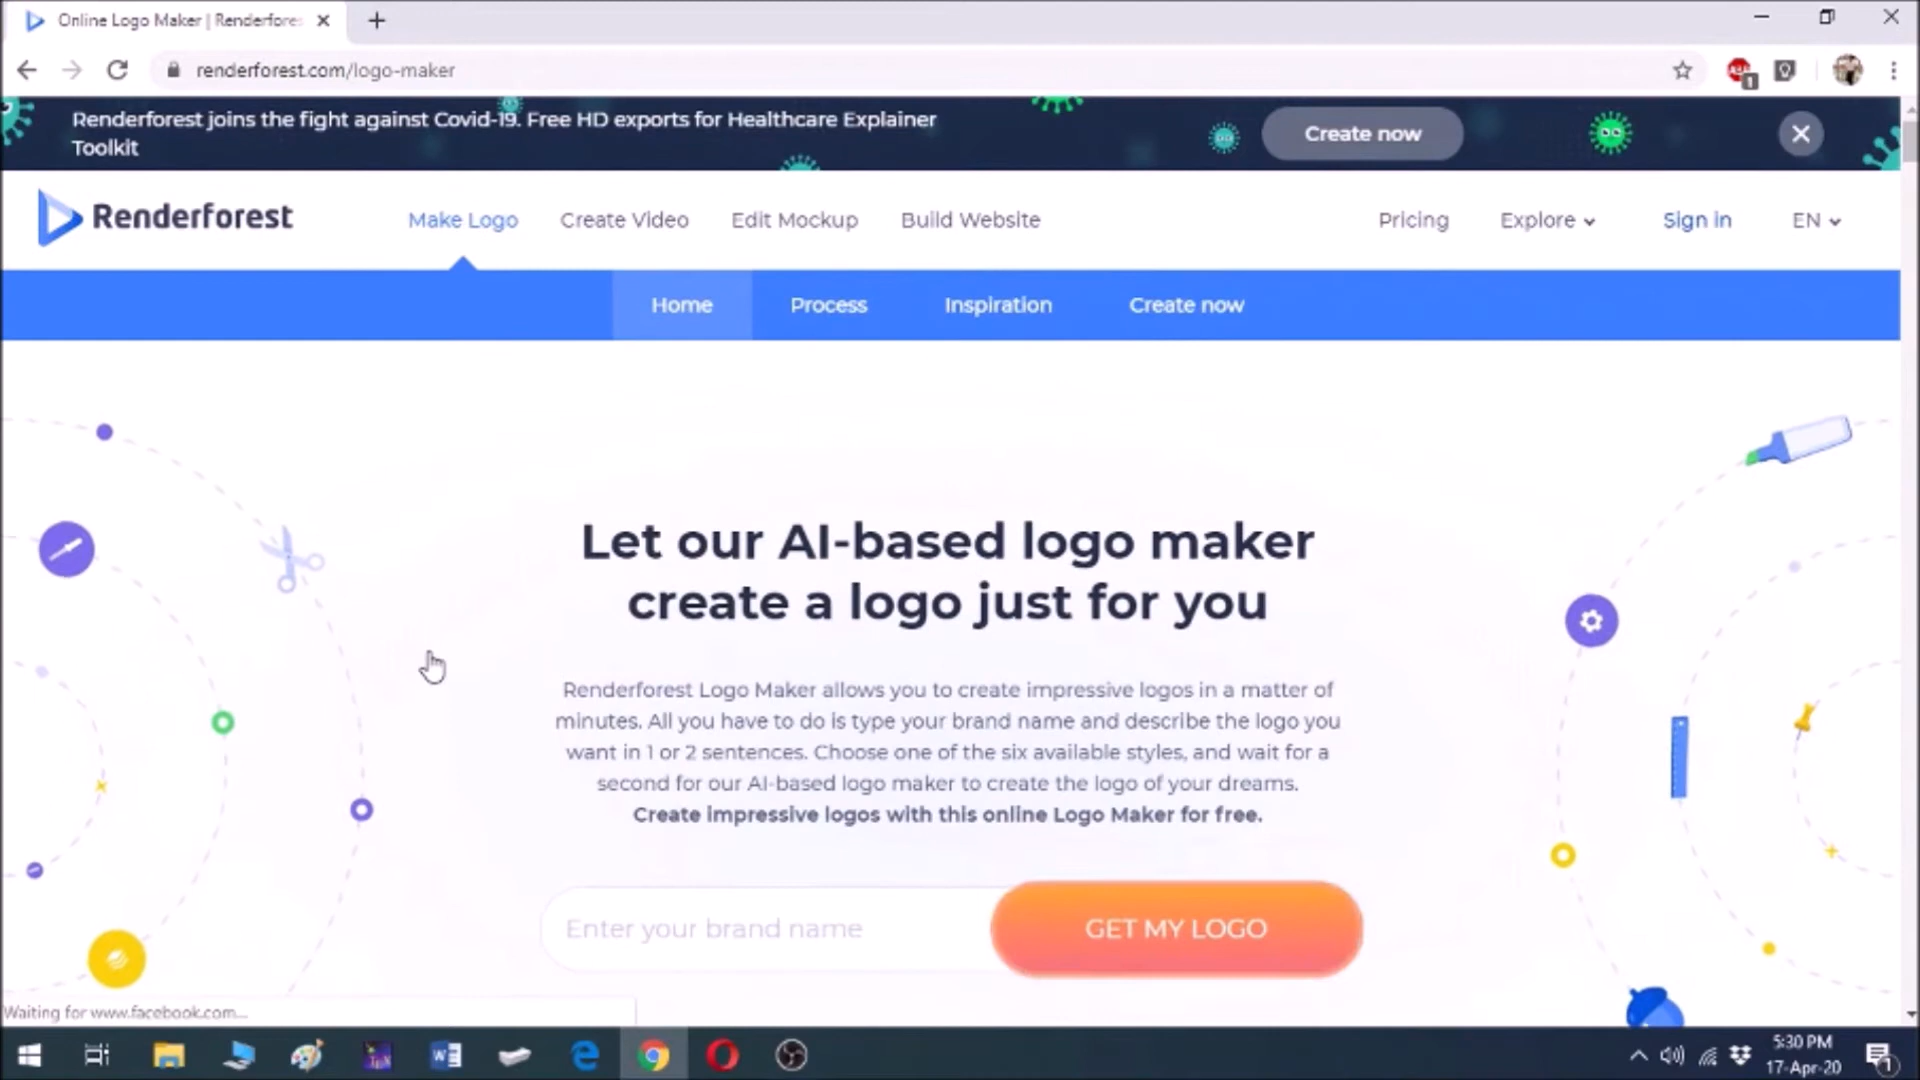 Online Logo Maker | Renderfores
renderforest.com/logo-maker
Renderforest joins the fight against Covid-19. Free HD exports for Healthcare Explainer
Toolkit
Create now
Renderforest
Make Logo
Create Video
Edit Mockup
Build Website
Pricing
Explore
Sign in
EN
Home
Process
Inspiration
Create now
Let our AI-based logo maker
create a logo just for you
Renderforest Logo Maker allows you to create impressive logos in a matter of
minutes. All you have to do is type your brand name and describe the logo you
want in 1 or 2 sentences. Choose one of the six available styles, and wait for a
second for our AI-based logo maker to create the logo of your dreams.
Create impressive logos with this online Logo Maker for free.
Enter your brand name
GET MY LOGO
Waiting for www.facebook.com...
5:30 PM
17-Apr-20